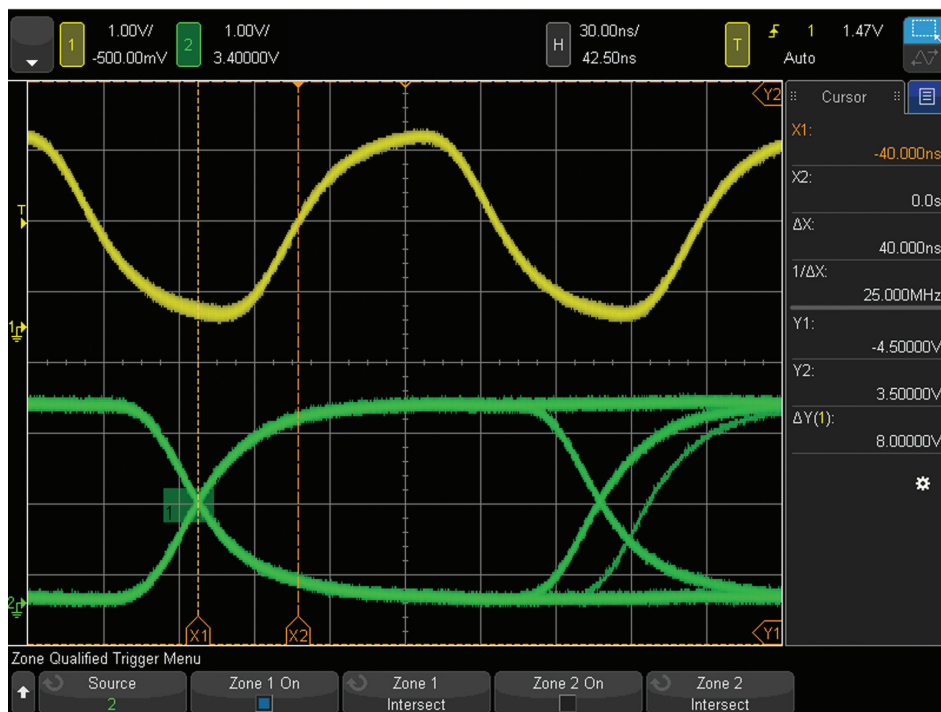 1 1.00V/ 2 1.00V/ H 30.00ns/ T 1 1.47V
-500.00mV 3.40000V 42.50ns Auto
Y2
Cursor
X1:
-40.000ns
X2:
0.0s
ΔX:
40.000ns
1/ΔX:
25.000MHz
Y1:
-4.50000V
Y2:
3.50000V
ΔY(1):
8.00000V
T
1
1
2
X1 X2 Y1
Zone Qualified Trigger Menu
Source Zone 1 On Zone 1 Zone 2 On Zone 2
2 Intersect Intersect